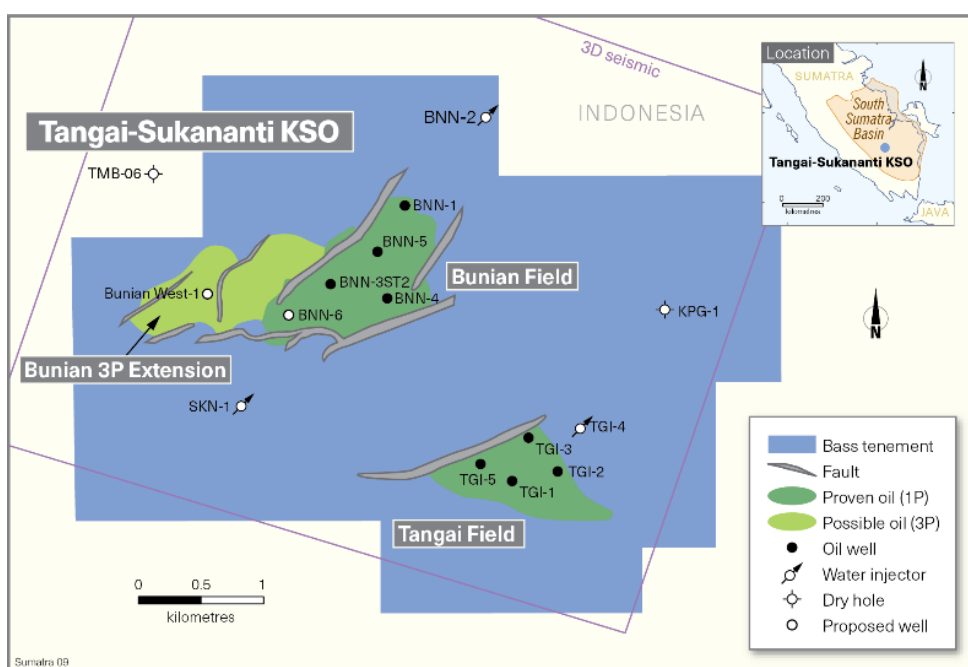 3D seismic
Location
SUMATRA
N
South
Sumatra
Basin
Tangai-Sukananti KSO
0 200
kilometres
JAVA
INDONESIA
BNN-2
Tangai-Sukananti KSO
TMB-06
BNN-1
BNN-5
Bunian Field
BNN-3ST2
BNN-4
Bunian West-1
BNN-6
KPG-1
N
Bunian 3P Extension
SKN-1
TGI-4
TGI-3
TGI-2
TGI-5
TGI-1
Tangai Field
Bass tenement
Fault
Proven oil (1P)
Possible oil (3P)
Oil well
Water injector
Dry hole
Proposed well
0 0.5 1
kilometres
Sumatra 09